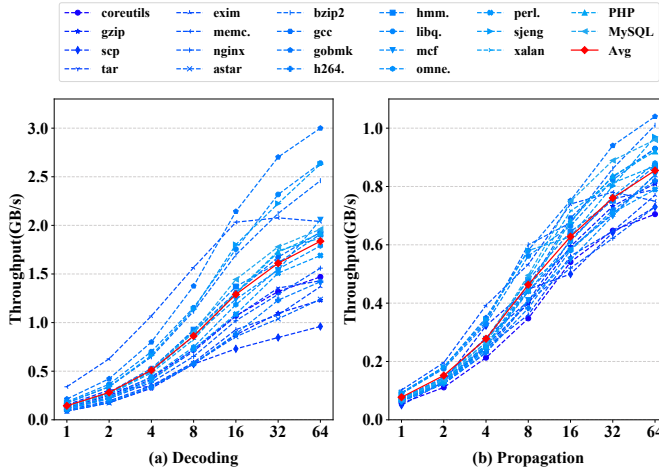 coreutils exim bzip2 hmm. perl. PHP
gzip memc. gcc libq. sjeng MySQL
scp nginx gobmk mcf xalan Avg
tar astar h264. omne.
Throughput(GB/s)
3.0
2.5
2.0
1.5
1.0
0.5
0.0
1 2 4 8 16 32 64
(a) Decoding
Throughput(GB/s)
1.0
0.8
0.6
0.4
0.2
0.0
1 2 4 8 16 32 64
(b) Propagation